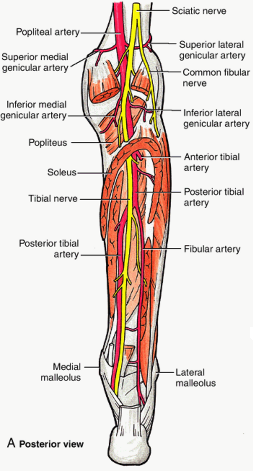 Sciatic nerve
Popliteal artery
Superior medial
genicular artery
Superior lateral
genicular artery
Common fibular
nerve
Inferior medial
genicular artery
Inferior lateral
genicular artery
Popliteus
Anterior tibial
artery
Soleus
Tibial nerve
Posterior tibial
artery
Posterior tibial
artery
Fibular artery
Medial
malleolus
Lateral
malleolus
A Posterior view